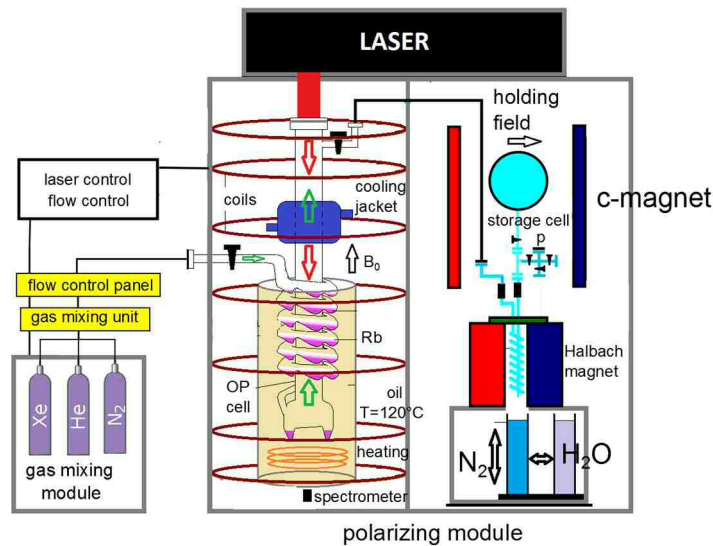 LASER
holding
field
c-magnet
storage cell
p
Halbach
magnet
N₂
H₂O
laser control
flow control
flow control panel
gas mixing unit
Xe
He
N₂
gas mixing
module
coils
cooling
jacket
B₀
Rb
OP
cell
oil
T=120°C
heating
spectrometer
polarizing module